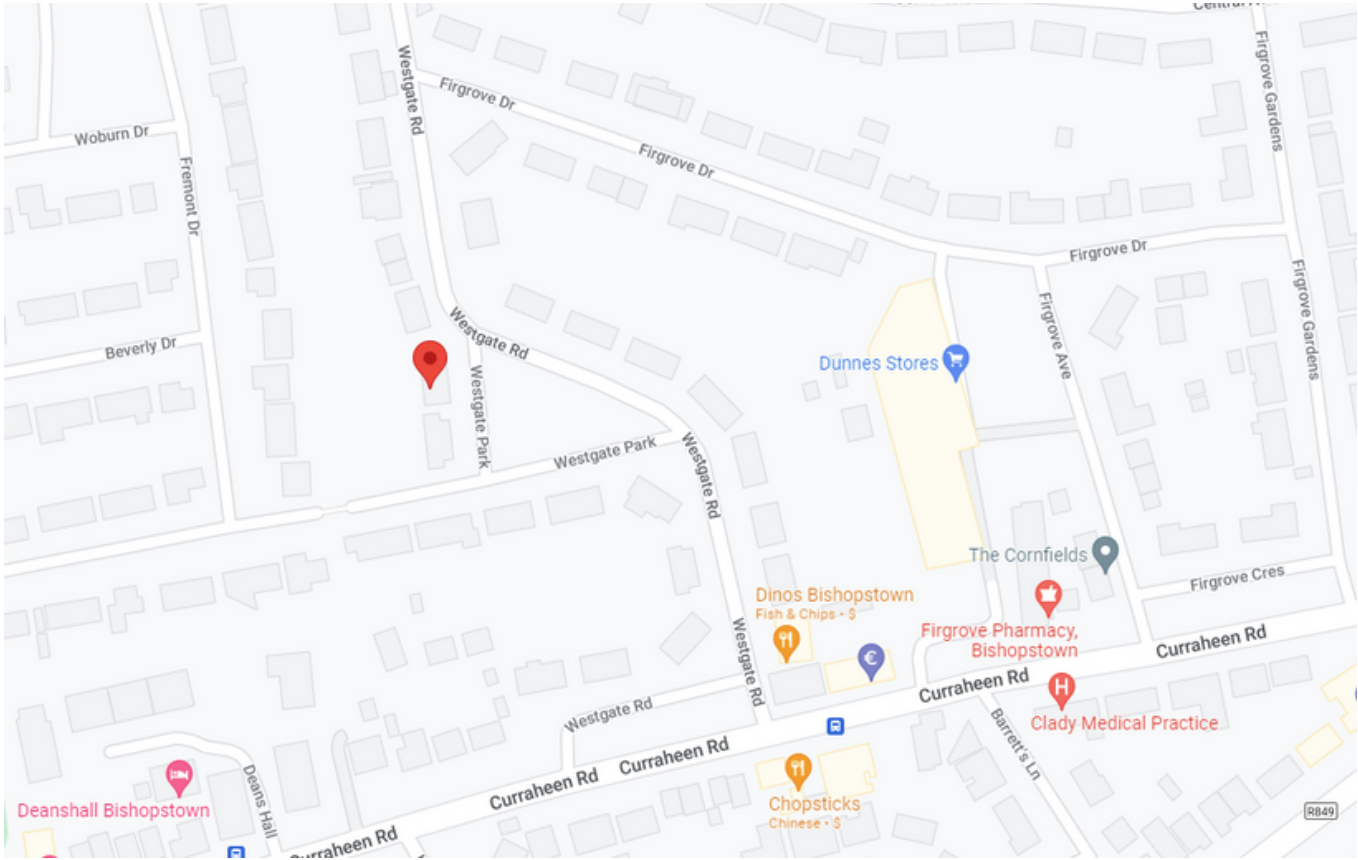 Central
Westgate Rd
Firgrove Dr
Firgrove Gardens
Woburn Dr
Fremont Dr
Firgrove Dr
Firgrove Dr
Firgrove Gardens
Westgate Rd
Beverly Dr
Firgrove Ave
Dunnes Stores
Westgate Park
Westgate Park
Westgate Rd
The Cornfields
Firgrove Cres
Dinos Bishopstown
Fish & Chips · $
Firgrove Pharmacy,
Bishopstown
Curraheen Rd
Westgate Rd
€
Curraheen Rd
H
Clady Medical Practice
Westgate Rd
Barrett's Ln
Curraheen Rd
Curraheen Rd
Deans Hall
Deanshall Bishopstown
Chopsticks
Chinese · $
R849
Curraheen Rd